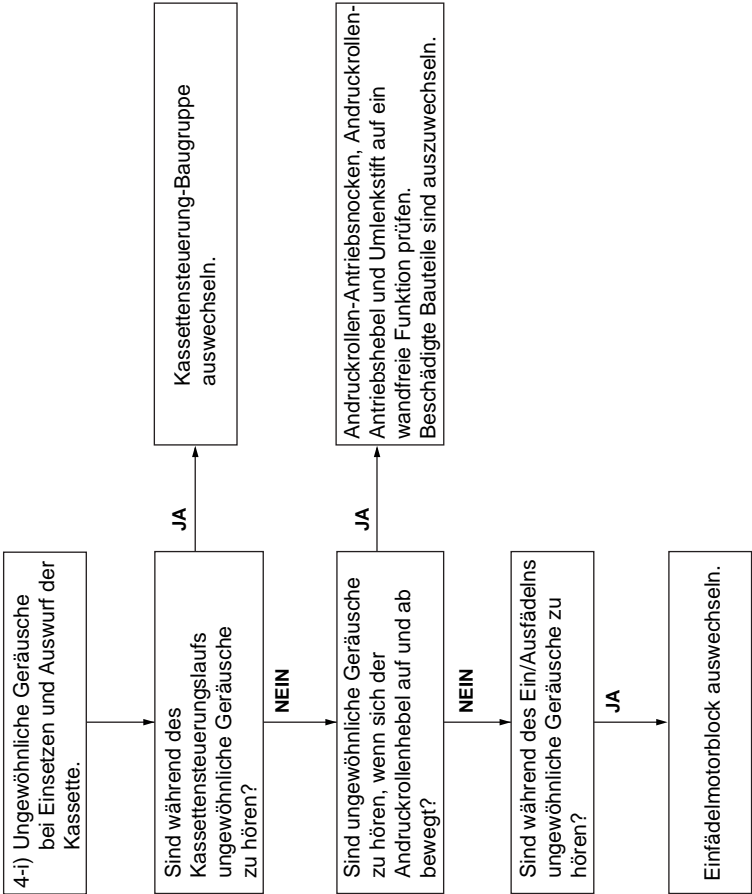 4-i) Ungewöhnliche Geräusche
bei Einsetzen und Auswurf der
Kassette.
Sind während des
Kassettensteuerungslaufs
ungewöhnliche Geräusche
zu hören?
JA
Kassettensteuerung-Baugruppe
auswechseln.
NEIN
Sind ungewöhnliche Geräusche
zu hören, wenn sich der
Andruckrollenhebel auf und ab
bewegt?
JA
Andruckrollen-Antriebsnocken, Andruckrollen-
Antriebshebel und Umlenkstift auf ein
wandfreie Funktion prüfen.
Beschädigte Bauteile sind auszuwechseln.
NEIN
Sind während des Ein/Ausfädelns
ungewöhnliche Geräusche zu
hören?
JA
Einfädelmotorblock auswechseln.